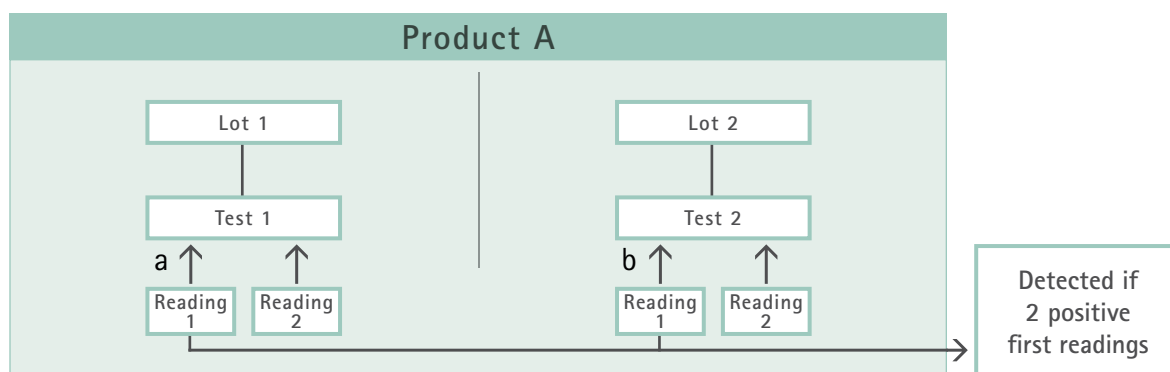 Product A
Lot 1
Lot 2
Test 1
Test 2
a
b
Reading
1
Reading
2
Reading
1
Reading
2
Detected if
2 positive
first readings